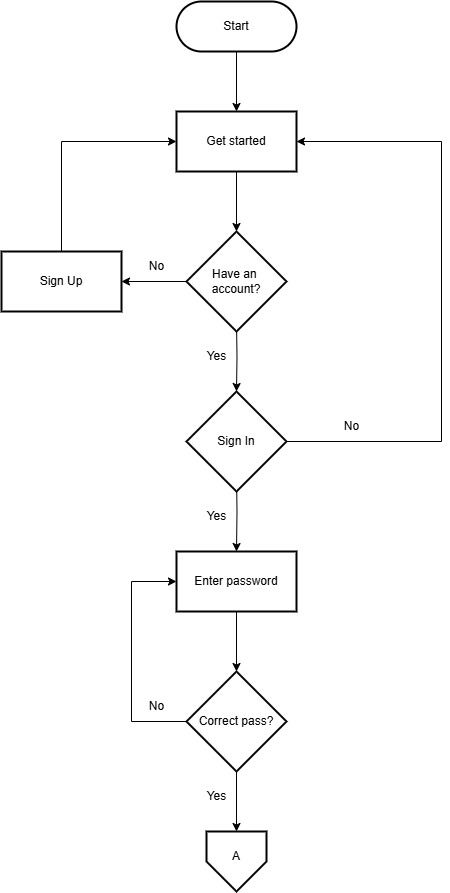 Start
Get started
Have an
account?
No
Sign Up
Yes
Sign In
No
Yes
Enter password
Correct pass?
No
Yes
A